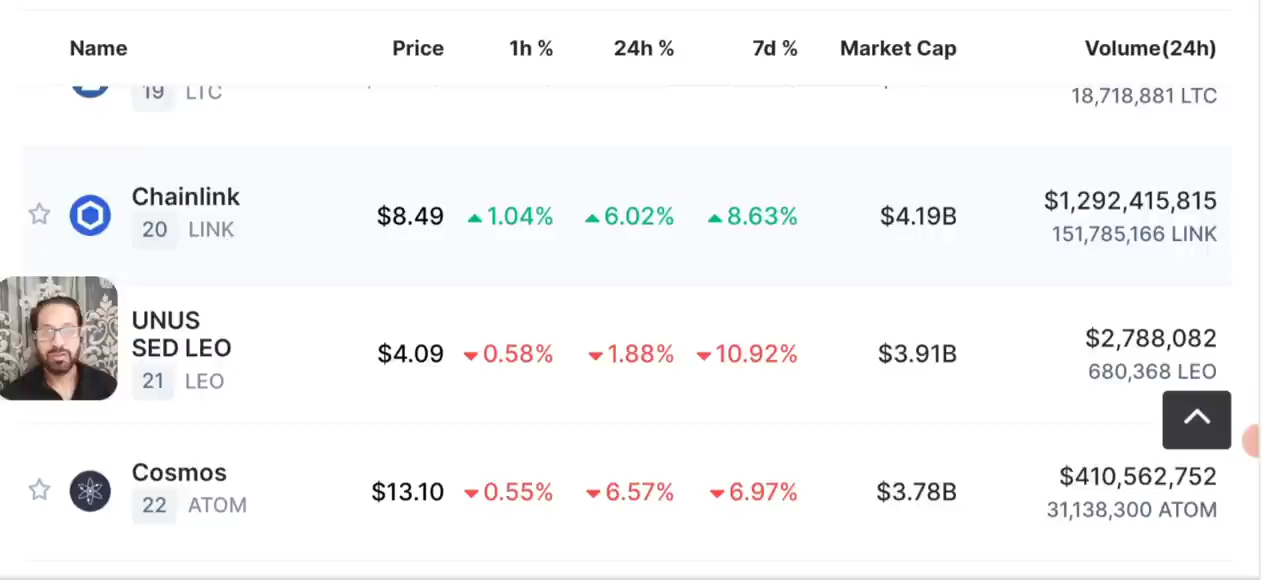 Name Price 1h % 24h % 7d % Market Cap Volume(24h)
19 LTC 18,718,881 LTC
Chainlink
20 LINK
$8.49 1.04% 6.02% 8.63% $4.19B
$1,292,415,815
151,785,166 LINK
UNUS
SED LEO
21 LEO
$4.09 0.58% 1.88% 10.92% $3.91B
$2,788,082
680,368 LEO
Cosmos
22 ATOM
$13.10 0.55% 6.57% 6.97% $3.78B
$410,562,752
31,138,300 ATOM